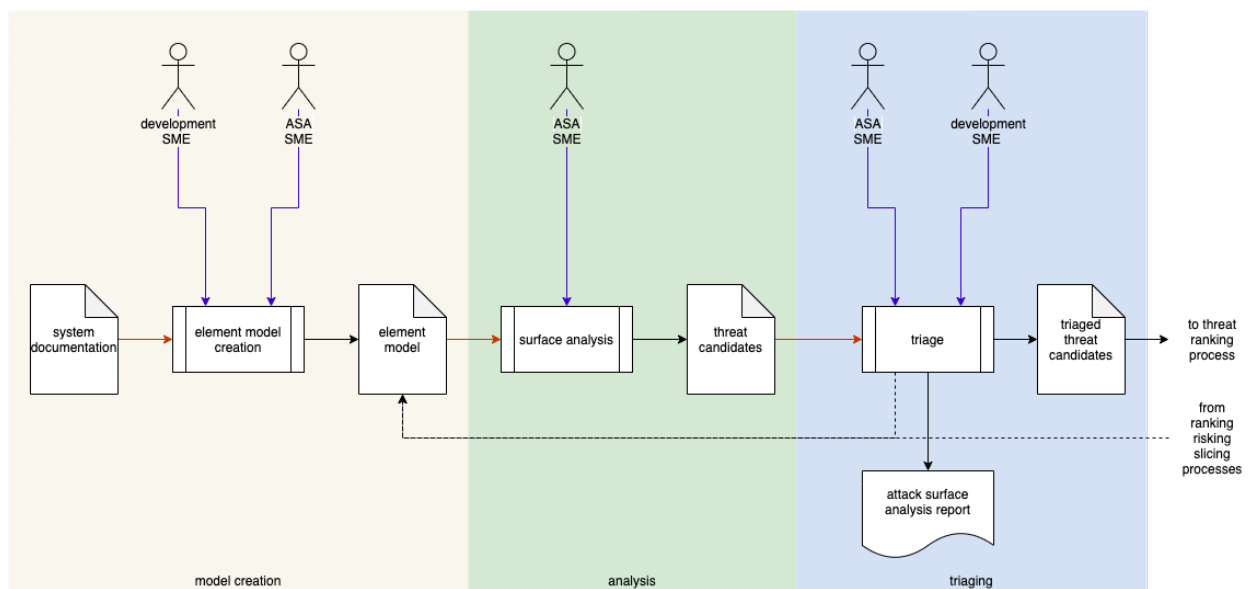 development
SME
ASA
SME
ASA
SME
ASA
SME
development
SME
system
documentation
element model
creation
element
model
surface analysis
threat
candidates
triage
triaged
threat
candidates
to threat
ranking
process
from
ranking
risking
slicing
processes
attack surface
analysis report
model creation
analysis
triaging